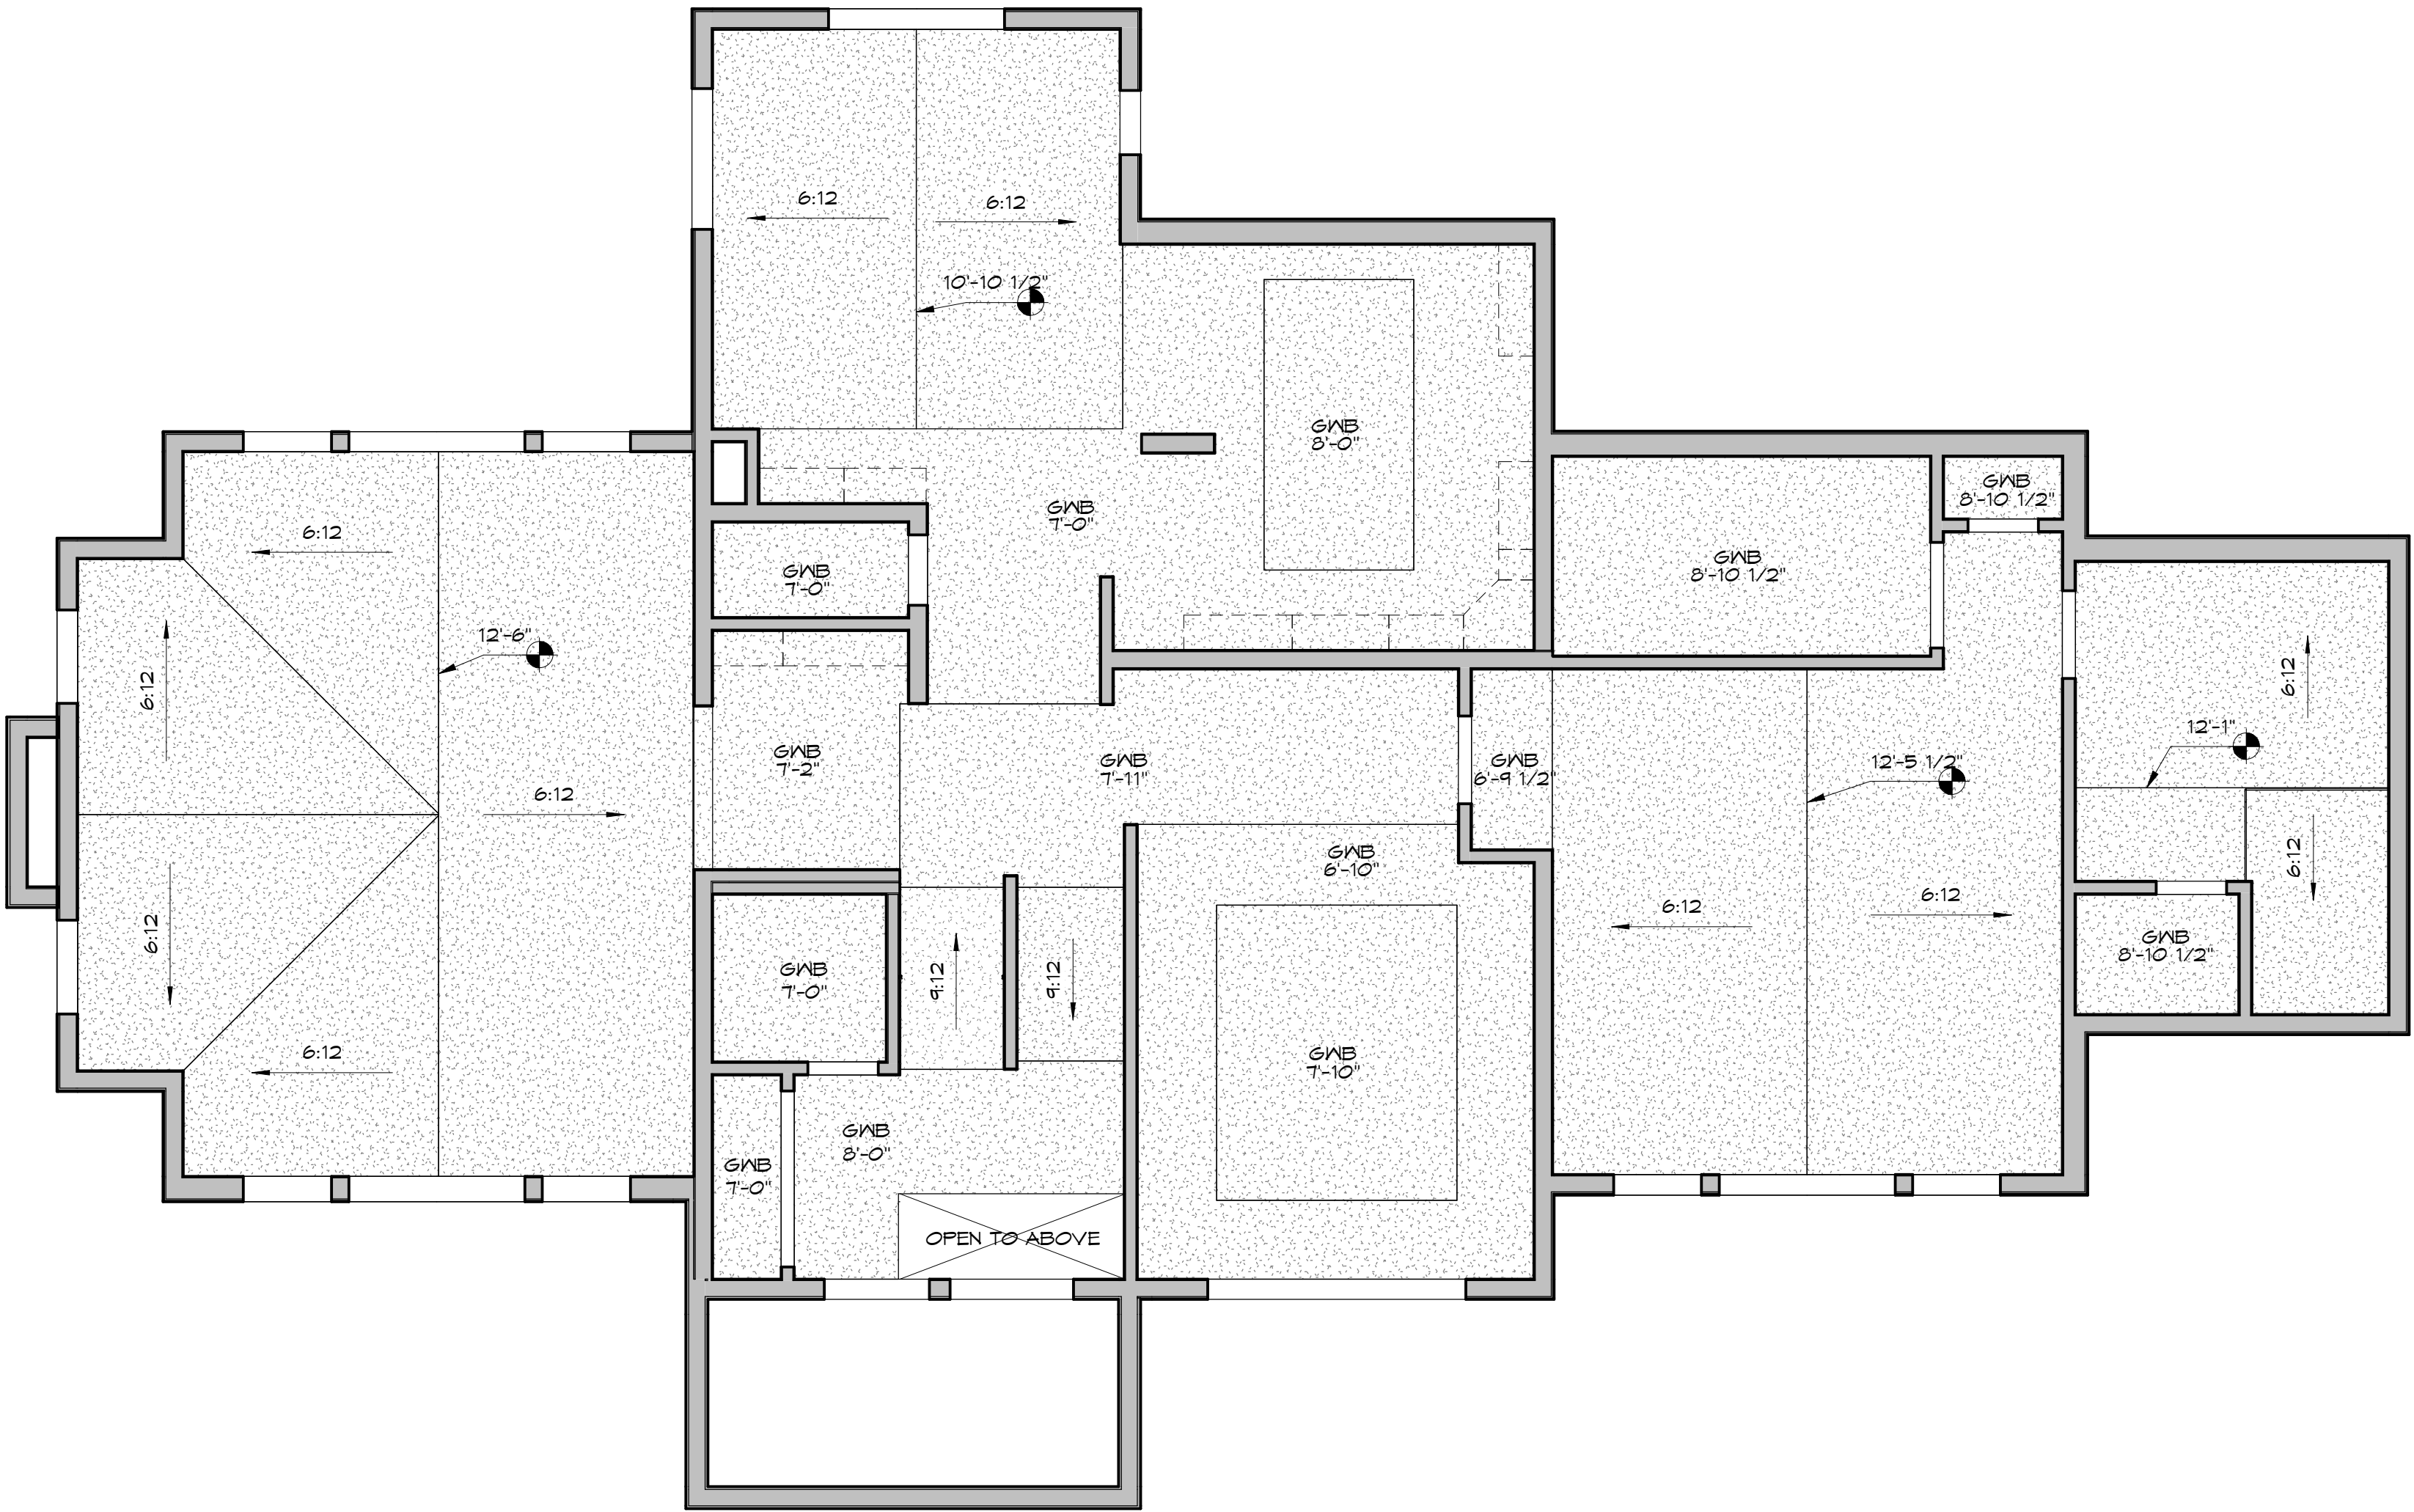 6:12
6:12
10'-10 1/2"
GWB
8'-0"
GWB
8'-10 1/2"
GWB
7'-0"
6:12
GWB
8'-10 1/2"
GWB
7'-0"
12'-6"
6:12
6:12
12'-1"
GWB
7'-2"
GWB
7'-11"
GWB
6'-9 1/2"
12'-5 1/2"
6:12
GWB
6'-10"
6:12
6:12
6:12
6:12
GWB
8'-10 1/2"
GWB
7'-0"
9:12
9:12
6:12
GWB
7'-10"
GWB
8'-0"
GWB
7'-0"
OPEN TO ABOVE